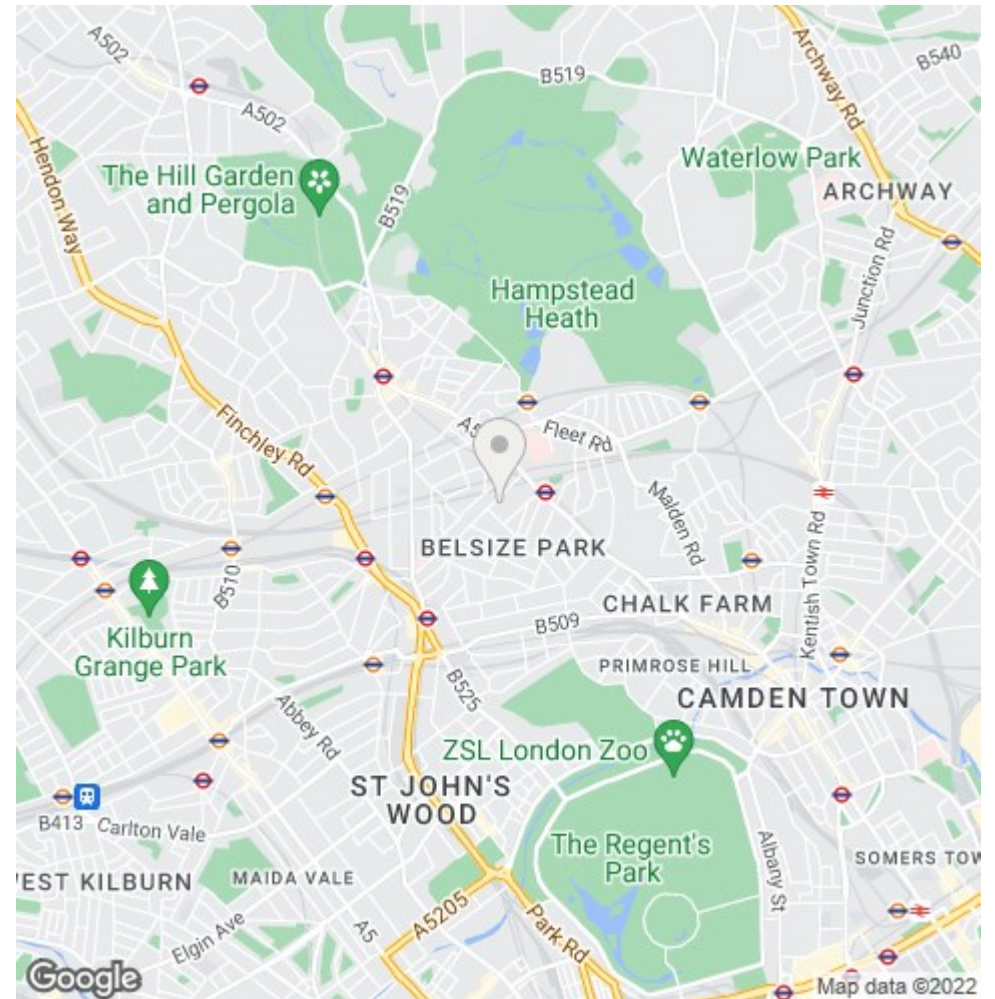 A502
B519
B540
A502
Archway Rd
Hendon Way
The Hill Garden
and Pergola
B519
Waterlow Park
ARCHWAY
Junction Rd
Hampstead
Heath
Finchley Rd
Fleet Rd
Malden Rd
BELSIZE PARK
Kentish Town Rd
B510
CHALK FARM
B509
Kilburn
Grange Park
PRIMROSE HILL
B525
CAMDEN TOWN
Abbey Rd
ZSL London Zoo
ST JOHN'S
WOOD
B413
Carlton Vale
The Regent's
Park
Albany St
SOMERS TOW
EST KILBURN
MAIDA VALE
A5205
Park Rd
A5
Elgin Ave
Google
Map data ©2022